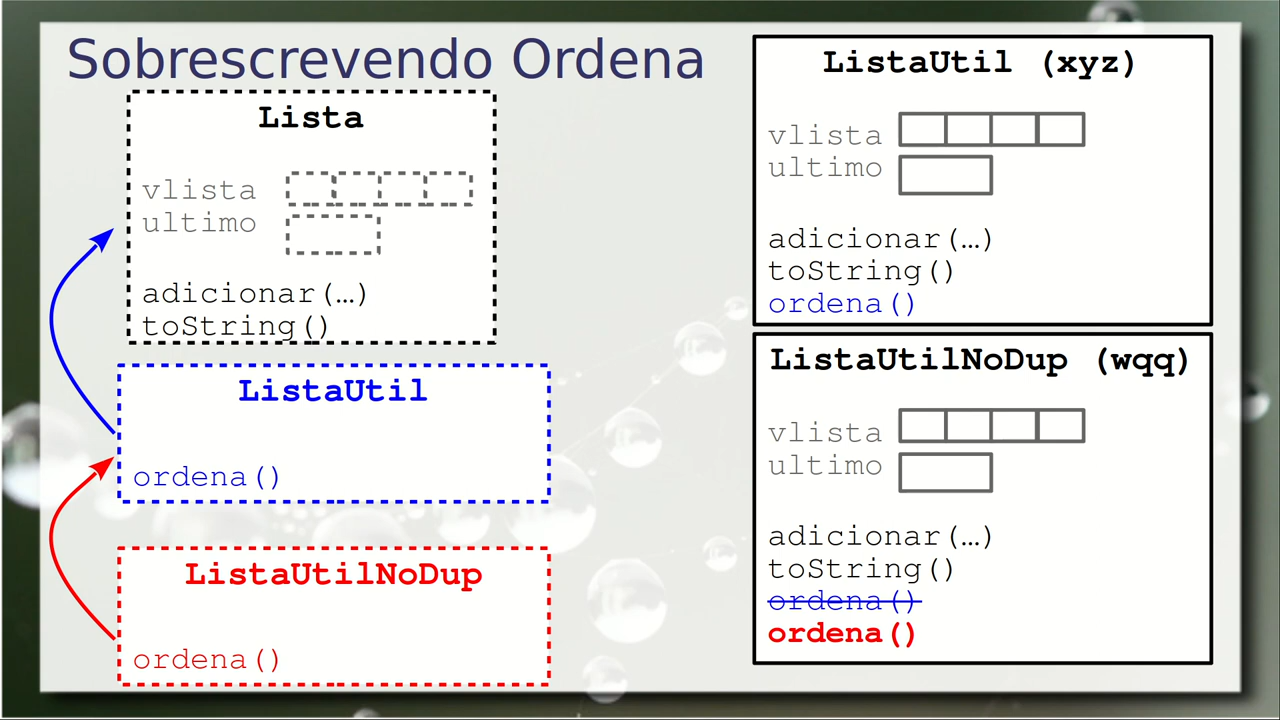 Sobrescrevendo Ordena
Lista
vlista
ultimo
adicionar(…)
toString()
ListaUtil
ordena()
ListaUtilNoDup
ordena()
ListaUtil (xyz)
vlista
ultimo
adicionar(…)
toString()
ordena()
ListaUtilNoDup (wqq)
vlista
ultimo
adicionar(…)
toString()
ordena()
ordena()